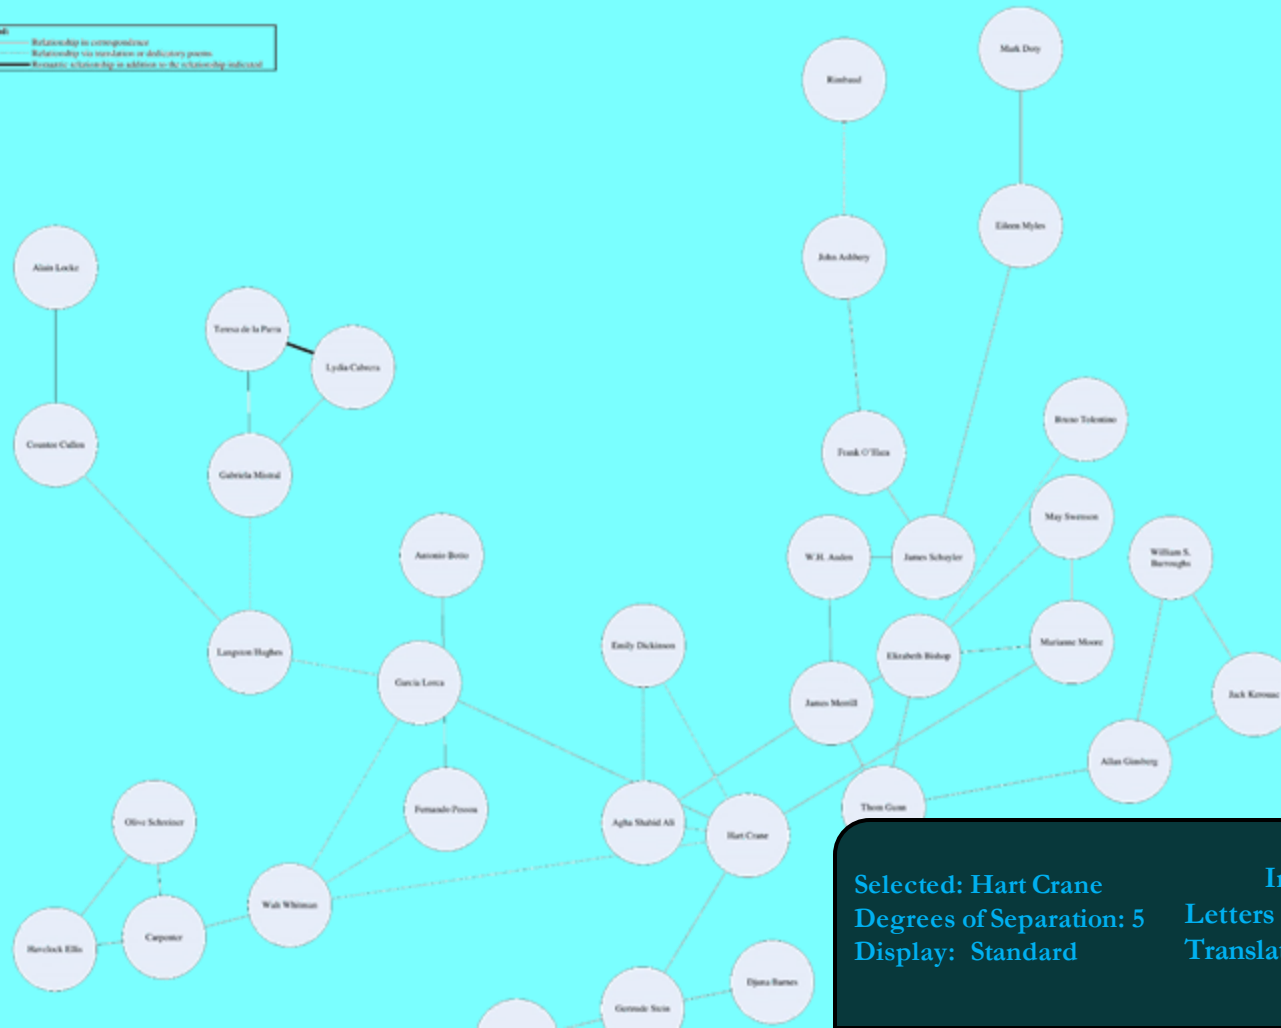 Relationship in correspondence
Relationship via translation or dedicatory poems
Romantic relationship in addition to the relationship indicated
Mark Doty
Rimbaud
Eileen Myles
John Ashbery
Alain Locke
Teresa de la Parra
Lydia Cabrera
Bruno Tolentino
Countee Cullen
Frank O'Hara
Gabriela Mistral
May Swenson
Antonio Botto
W.H. Auden
James Schuyler
William S.
Burroughs
Emily Dickinson
Marianne Moore
Langston Hughes
Elizabeth Bishop
Garcia Lorca
Jack Kerouac
James Merrill
Allan Ginsberg
Fernando Pessoa
Thom Gunn
Olive Schreiner
Agha Shahid Ali
Hart Crane
Walt Whitman
Carpenter
Havelock Ellis
Djuna Barnes
Gertrude Stein
Selected: Hart Crane
Degrees of Separation: 5
Display: Standard
Letters